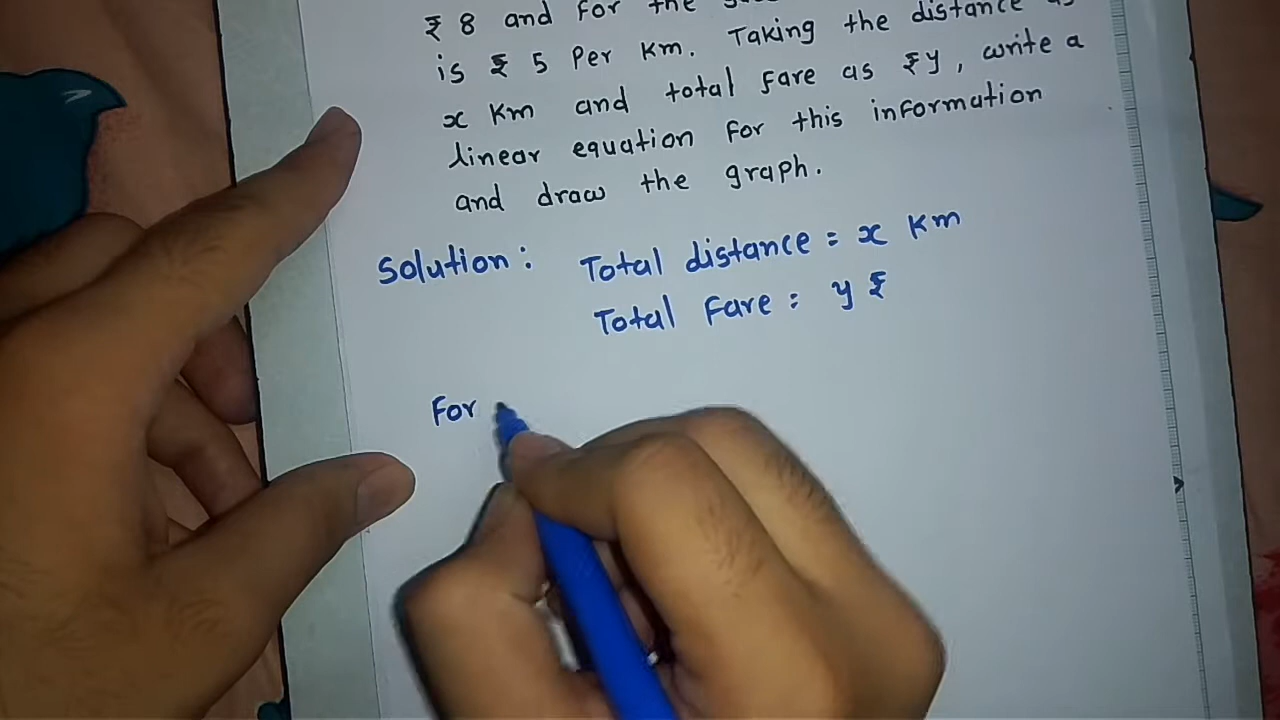 ₹ 8 and for the
is ₹ 5 Per Km. Taking the distance
x Km and total fare as ₹y, write a
linear equation for this information
and draw the graph.
Solution: Total distance = x Km
Total Fare = y ₹
For